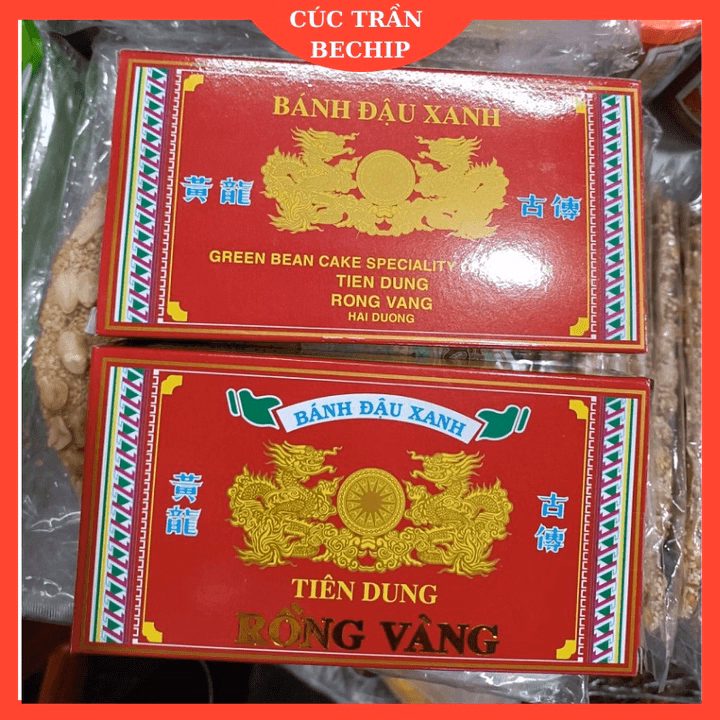 CÚC TRẦN
BECHIP
BÁNH ĐẬU XANH
黃龍
古傳
GREEN BEAN CAKE SPECIALITY
TIEN DUNG
RONG VANG
HAI DUONG
BÁNH ĐẬU XANH
黃龍
古傳
TIÊN DUNG
RỒNG VÀNG